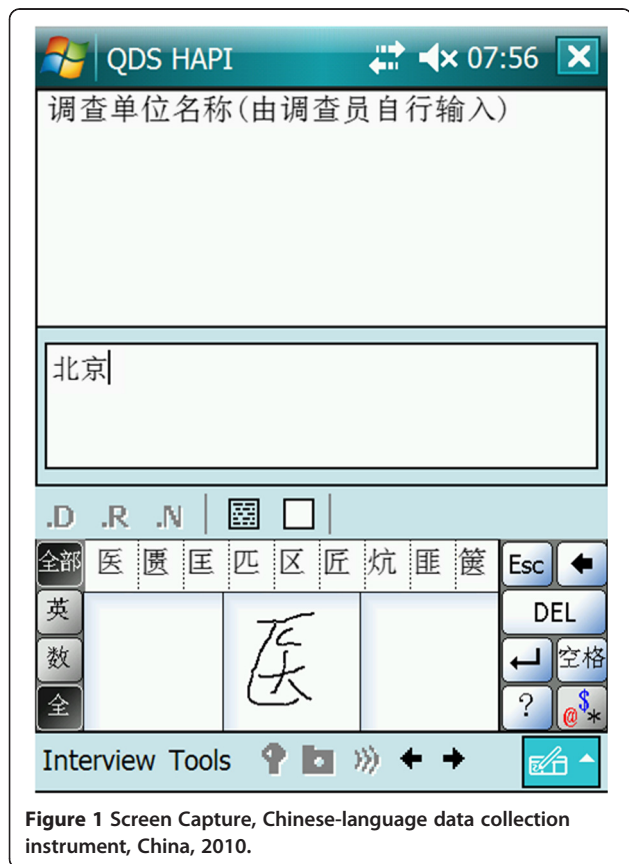 QDS HAPI 07:56
调查单位名称(由调查员自行输入)
北京
.D .R .N
全部 医 匮 匡 匹 区 匠 炕 匪 箧 Esc
英 DEL
医
数 空格
全 ? @$*
Interview Tools
Figure 1 Screen Capture, Chinese-language data collection
instrument, China, 2010.